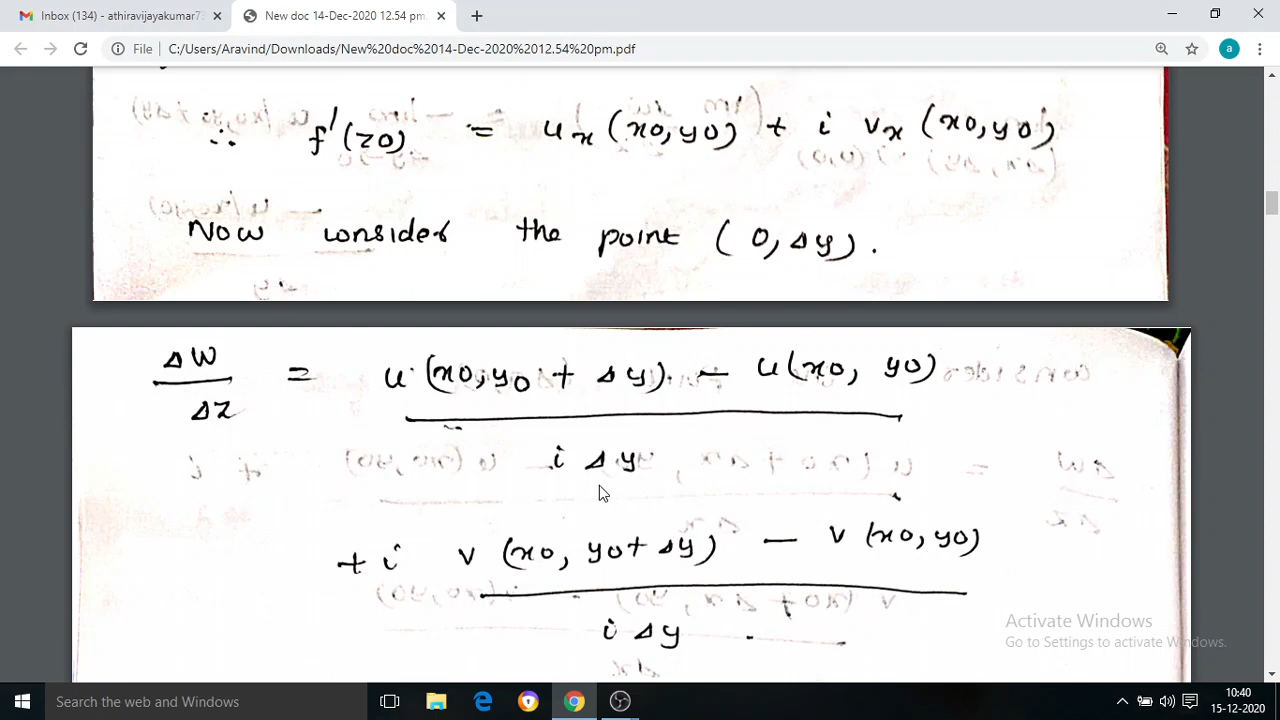 Inbox (134) - athiravijayakumar7
New doc 14-Dec-2020 12.54 pm.
File C:/Users/Aravind/Downloads/New%20doc%2014-Dec-2020%2012.54%20pm.pdf
a
∴ f'(z0) = ux (x0,y0) + i vx (x0,y0)
Now consider the point (0, Δy).
Δw/Δz = u(x0,y0 + Δy) - u(x0, y0)
i Δy
+ i v (x0, y0+ Δy) - v (x0,y0)
i Δy
Activate Windows
Go to Settings to activate Windows.
Search the web and Windows
10:40
15-12-2020